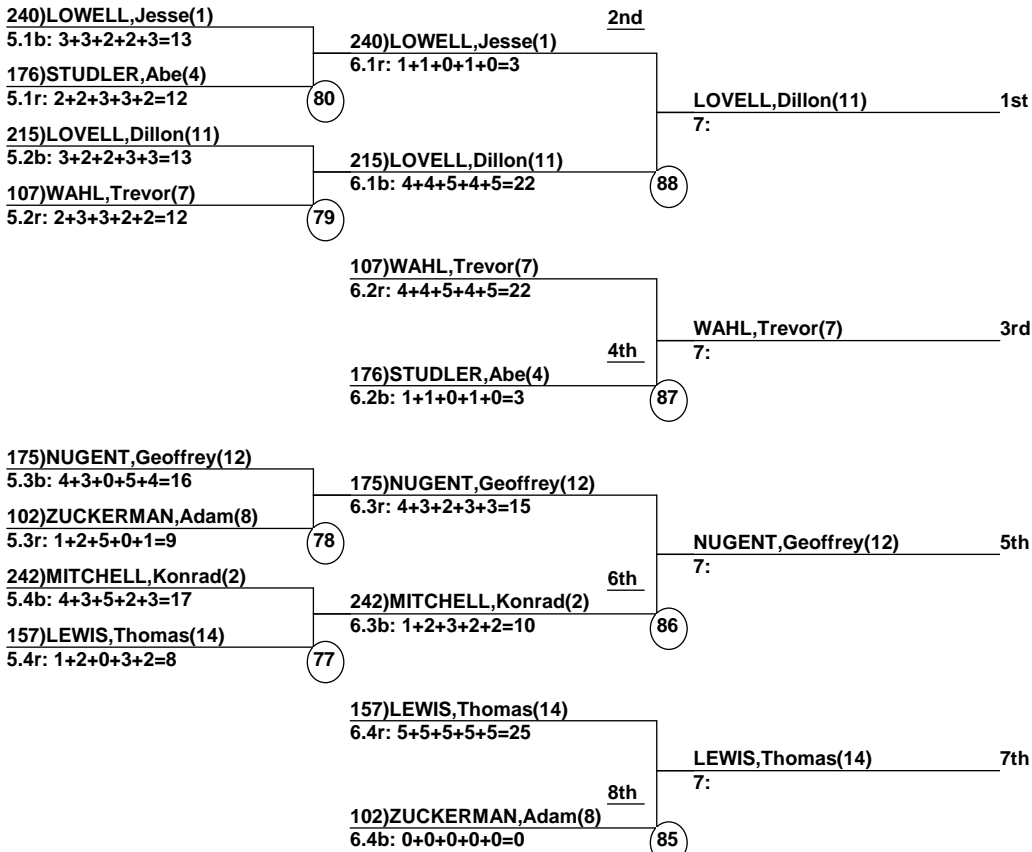 240)LOWELL,Jesse(1)
5.1b: 3+3+2+2+3=13
176)STUDLER,Abe(4)
5.1r: 2+2+3+3+2=12
80
215)LOVELL,Dillon(11)
5.2b: 3+2+2+3+3=13
107)WAHL,Trevor(7)
5.2r: 2+3+3+2+2=12
79
240)LOWELL,Jesse(1)
6.1r: 1+1+0+1+0=3
2nd
215)LOVELL,Dillon(11)
6.1b: 4+4+5+4+5=22
88
LOVELL,Dillon(11) 1st
7:
107)WAHL,Trevor(7)
6.2r: 4+4+5+4+5=22
4th
176)STUDLER,Abe(4)
6.2b: 1+1+0+1+0=3
87
WAHL,Trevor(7) 3rd
7:
175)NUGENT,Geoffrey(12)
5.3b: 4+3+0+5+4=16
102)ZUCKERMAN,Adam(8)
5.3r: 1+2+5+0+1=9
78
242)MITCHELL,Konrad(2)
5.4b: 4+3+5+2+3=17
157)LEWIS,Thomas(14)
5.4r: 1+2+0+3+2=8
77
175)NUGENT,Geoffrey(12)
6.3r: 4+3+2+3+3=15
6th
242)MITCHELL,Konrad(2)
6.3b: 1+2+3+2+2=10
86
NUGENT,Geoffrey(12) 5th
7:
157)LEWIS,Thomas(14)
6.4r: 5+5+5+5+5=25
8th
102)ZUCKERMAN,Adam(8)
6.4b: 0+0+0+0+0=0
85
LEWIS,Thomas(14) 7th
7: